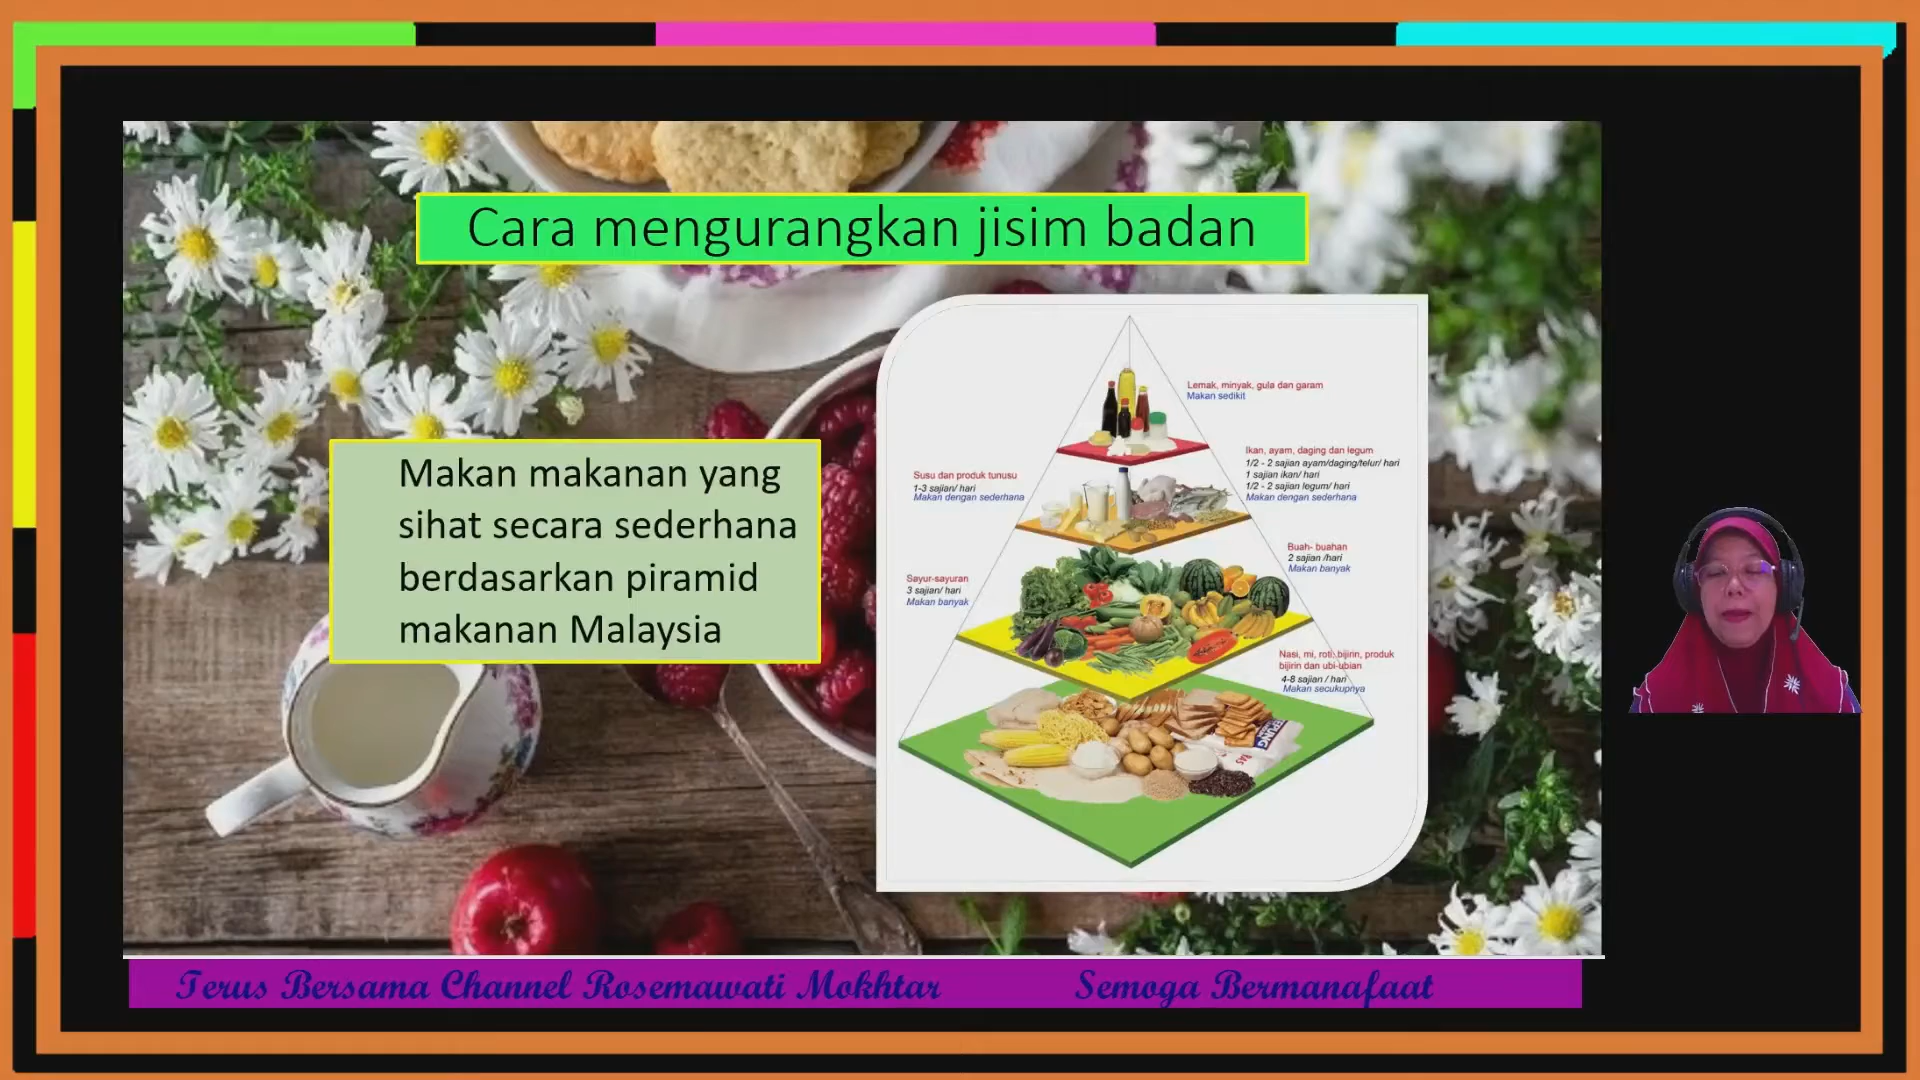 Cara mengurangkan jisim badan
Makan makanan yang
sihat secara sederhana
berdasarkan piramid
makanan Malaysia
Lemak, minyak, gula dan garam
Makan sedikit
Susu dan produk tunusu
1-3 sajian/ hari
Makan dengan sederhana
Ikan, ayam, daging dan legum
1/2 - 2 sajian ayam/daging/telur/ hari
1 sajian ikan/ hari
1/2 - 2 sajian legum/ hari
Makan dengan sederhana
Sayur-sayuran
3 sajian/ hari
Makan banyak
Buah- buahan
2 sajian /hari
Makan banyak
Nasi, mi, roti, bijirin, produk
bijirin dan ubi-ubian
4-8 sajian / hari
Makan secukupnya
Terus Bersama Channel Rosemawati Mokhtar
Semoga Bermanafaat